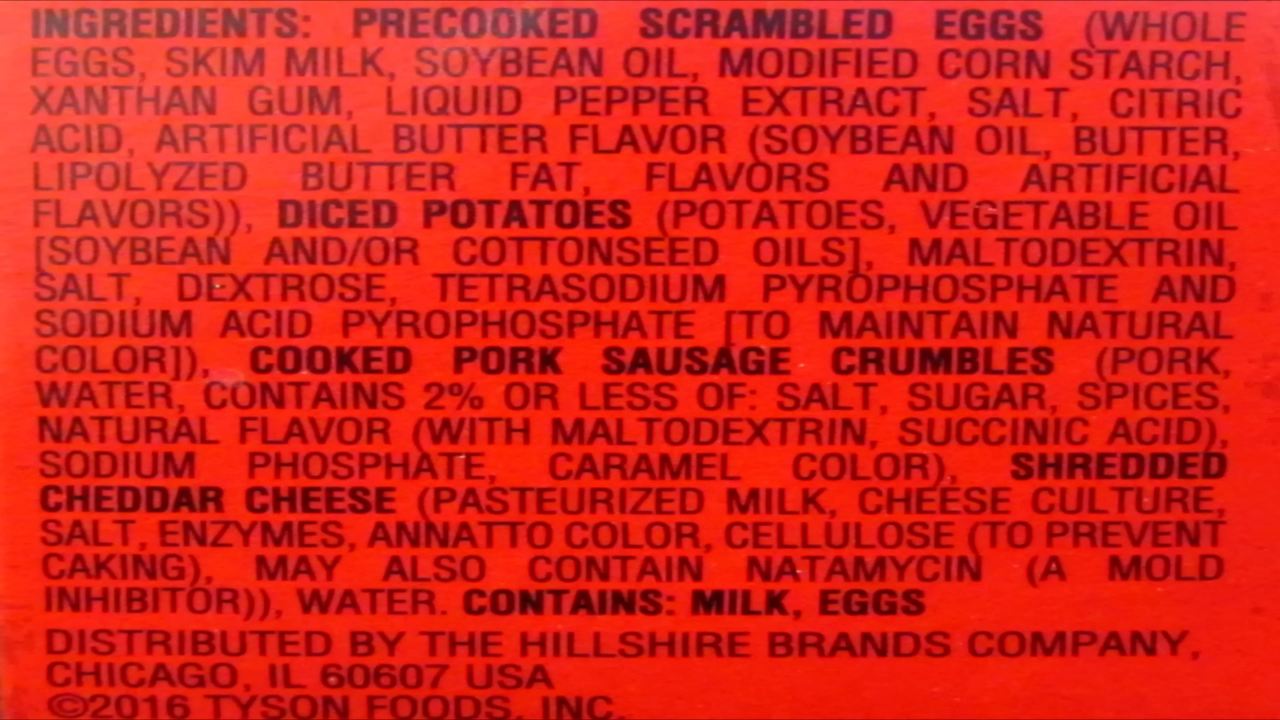 INGREDIENTS: PRECOOKED SCRAMBLED EGGS (WHOLE
EGGS, SKIM MILK, SOYBEAN OIL, MODIFIED CORN STARCH,
XANTHAN GUM, LIQUID PEPPER EXTRACT, SALT, CITRIC
ACID, ARTIFICIAL BUTTER FLAVOR (SOYBEAN OIL, BUTTER,
LIPOLYZED BUTTER FAT, FLAVORS AND ARTIFICIAL
FLAVORS)), DICED POTATOES (POTATOES, VEGETABLE OIL
[SOYBEAN AND/OR COTTONSEED OILS], MALTODEXTRIN,
SALT, DEXTROSE, TETRASODIUM PYROPHOSPHATE AND
SODIUM ACID PYROPHOSPHATE [TO MAINTAIN NATURAL
COLOR]), COOKED PORK SAUSAGE CRUMBLES (PORK,
WATER, CONTAINS 2% OR LESS OF: SALT, SUGAR, SPICES,
NATURAL FLAVOR (WITH MALTODEXTRIN, SUCCINIC ACID),
SODIUM PHOSPHATE, CARAMEL COLOR), SHREDDED
CHEDDAR CHEESE (PASTEURIZED MILK, CHEESE CULTURE,
SALT, ENZYMES, ANNATTO COLOR, CELLULOSE (TO PREVENT
CAKING), MAY ALSO CONTAIN NATAMYCIN (A MOLD
INHIBITOR)), WATER. CONTAINS: MILK, EGGS
DISTRIBUTED BY THE HILLSHIRE BRANDS COMPANY,
CHICAGO, IL 60607 USA
©2016 TYSON FOODS, INC.